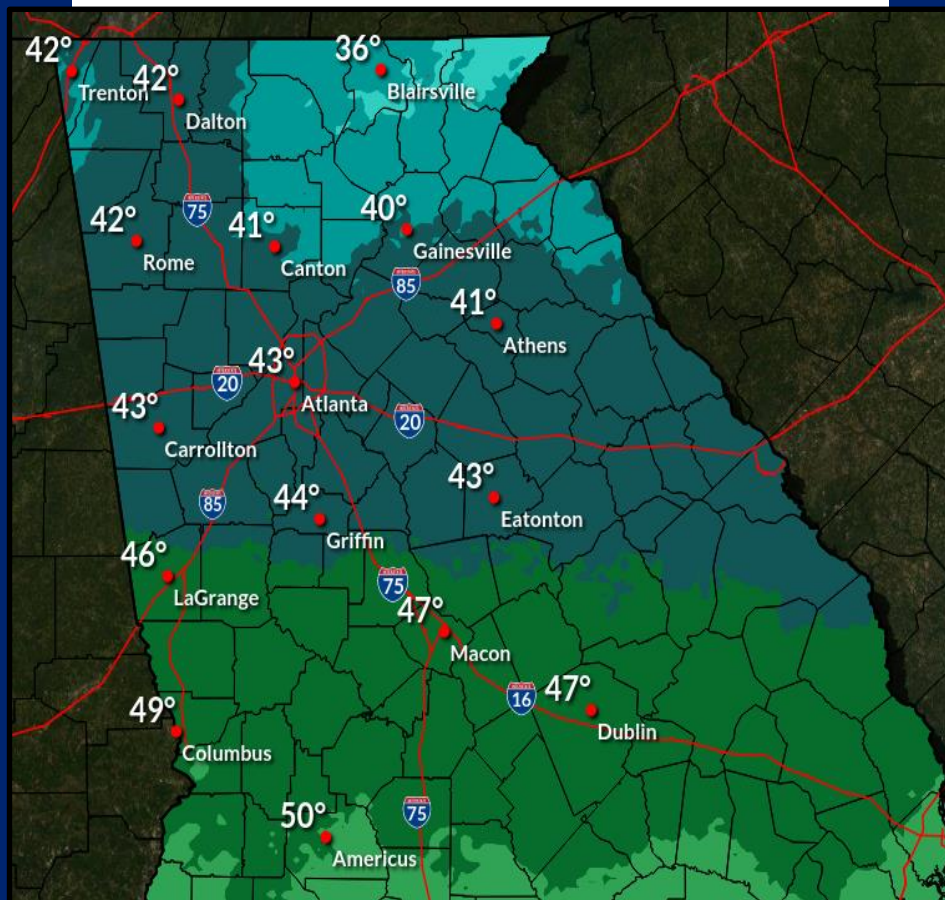 42°
Trenton
42°
Dalton
36°
Blairsville
75
42°
Rome
41°
Canton
40°
Gainesville
85
41°
Athens
43°
Atlanta
20
20
43°
Carrollton
85
44°
Griffin
43°
Eatonton
46°
LaGrange
75
47°
Macon
16
47°
Dublin
49°
Columbus
75
50°
Americus